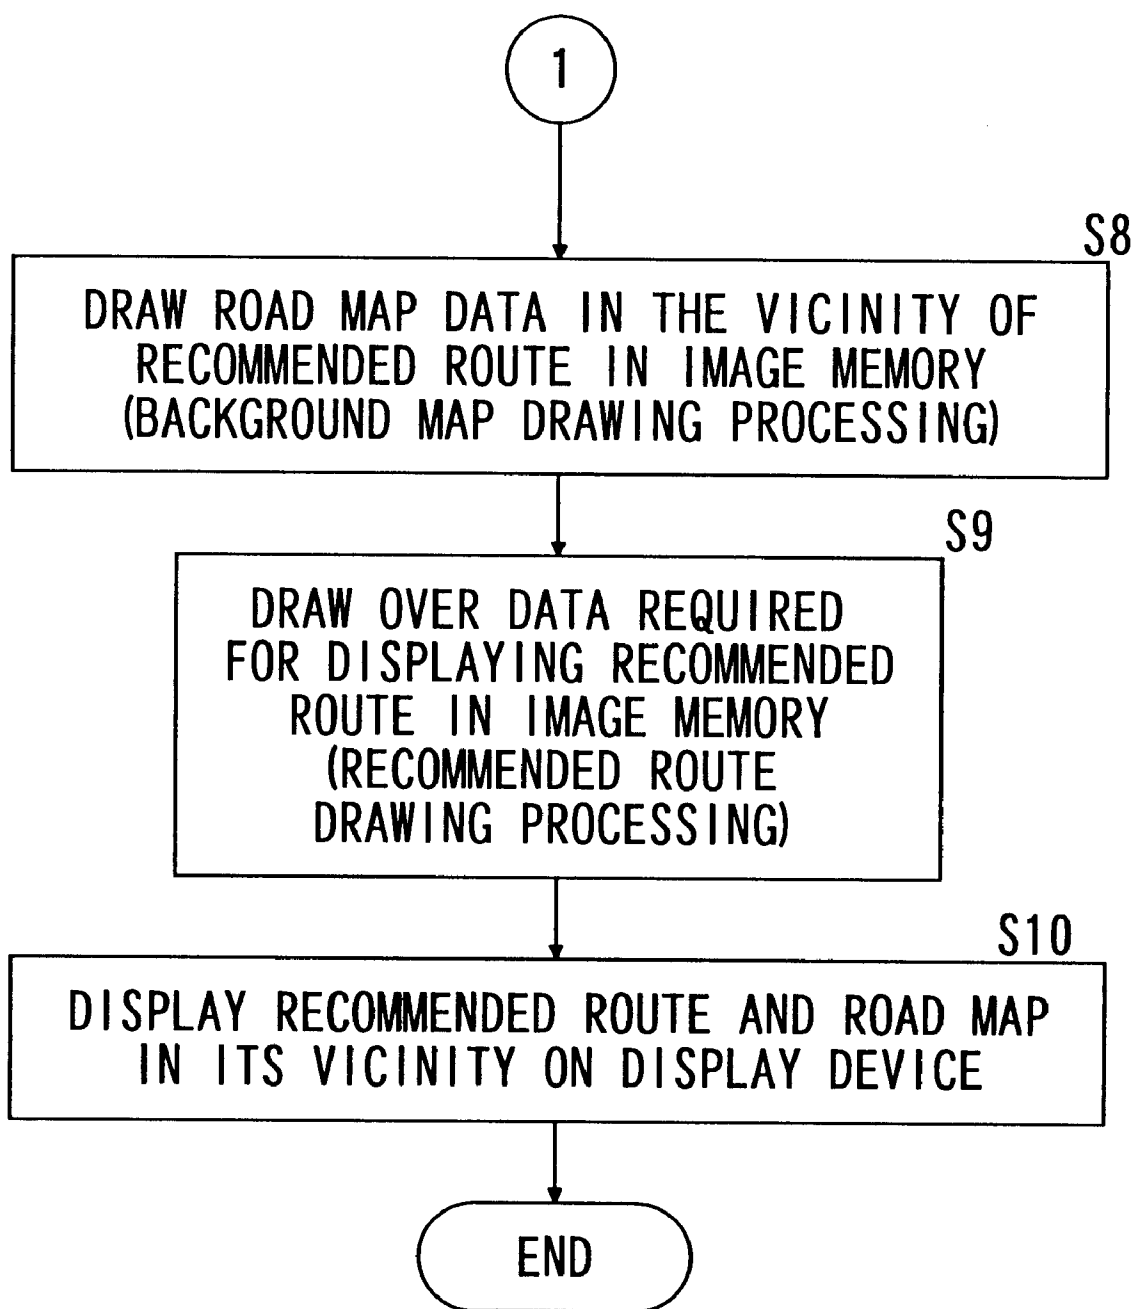 1
S8
DRAW ROAD MAP DATA IN THE VICINITY OF
RECOMMENDED ROUTE IN IMAGE MEMORY
(BACKGROUND MAP DRAWING PROCESSING)
S9
DRAW OVER DATA REQUIRED
FOR DISPLAYING RECOMMENDED
ROUTE IN IMAGE MEMORY
(RECOMMENDED ROUTE
DRAWING PROCESSING)
S10
DISPLAY RECOMMENDED ROUTE AND ROAD MAP
IN ITS VICINITY ON DISPLAY DEVICE
END